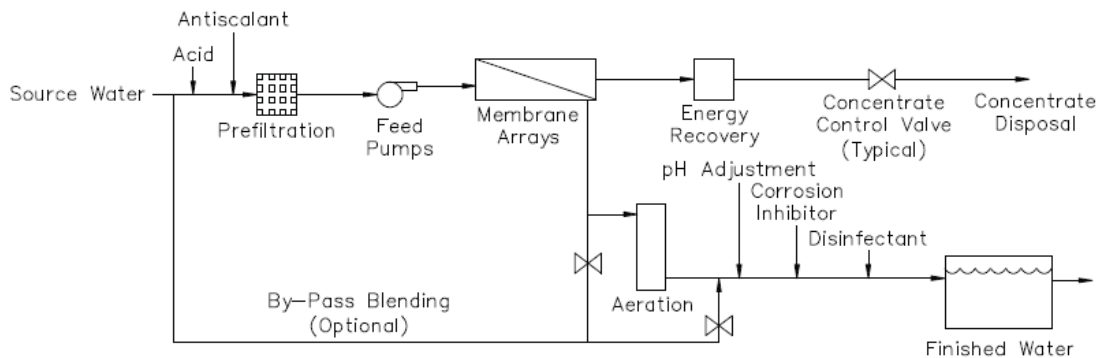 Antiscalant
Acid
Source Water
Prefiltration
Feed
Pumps
Membrane
Arrays
Energy
Recovery
Concentrate
Control Valve
(Typical)
Concentrate
Disposal
pH Adjustment
Corrosion
Inhibitor
Disinfectant
Aeration
By-Pass Blending
(Optional)
Finished Water